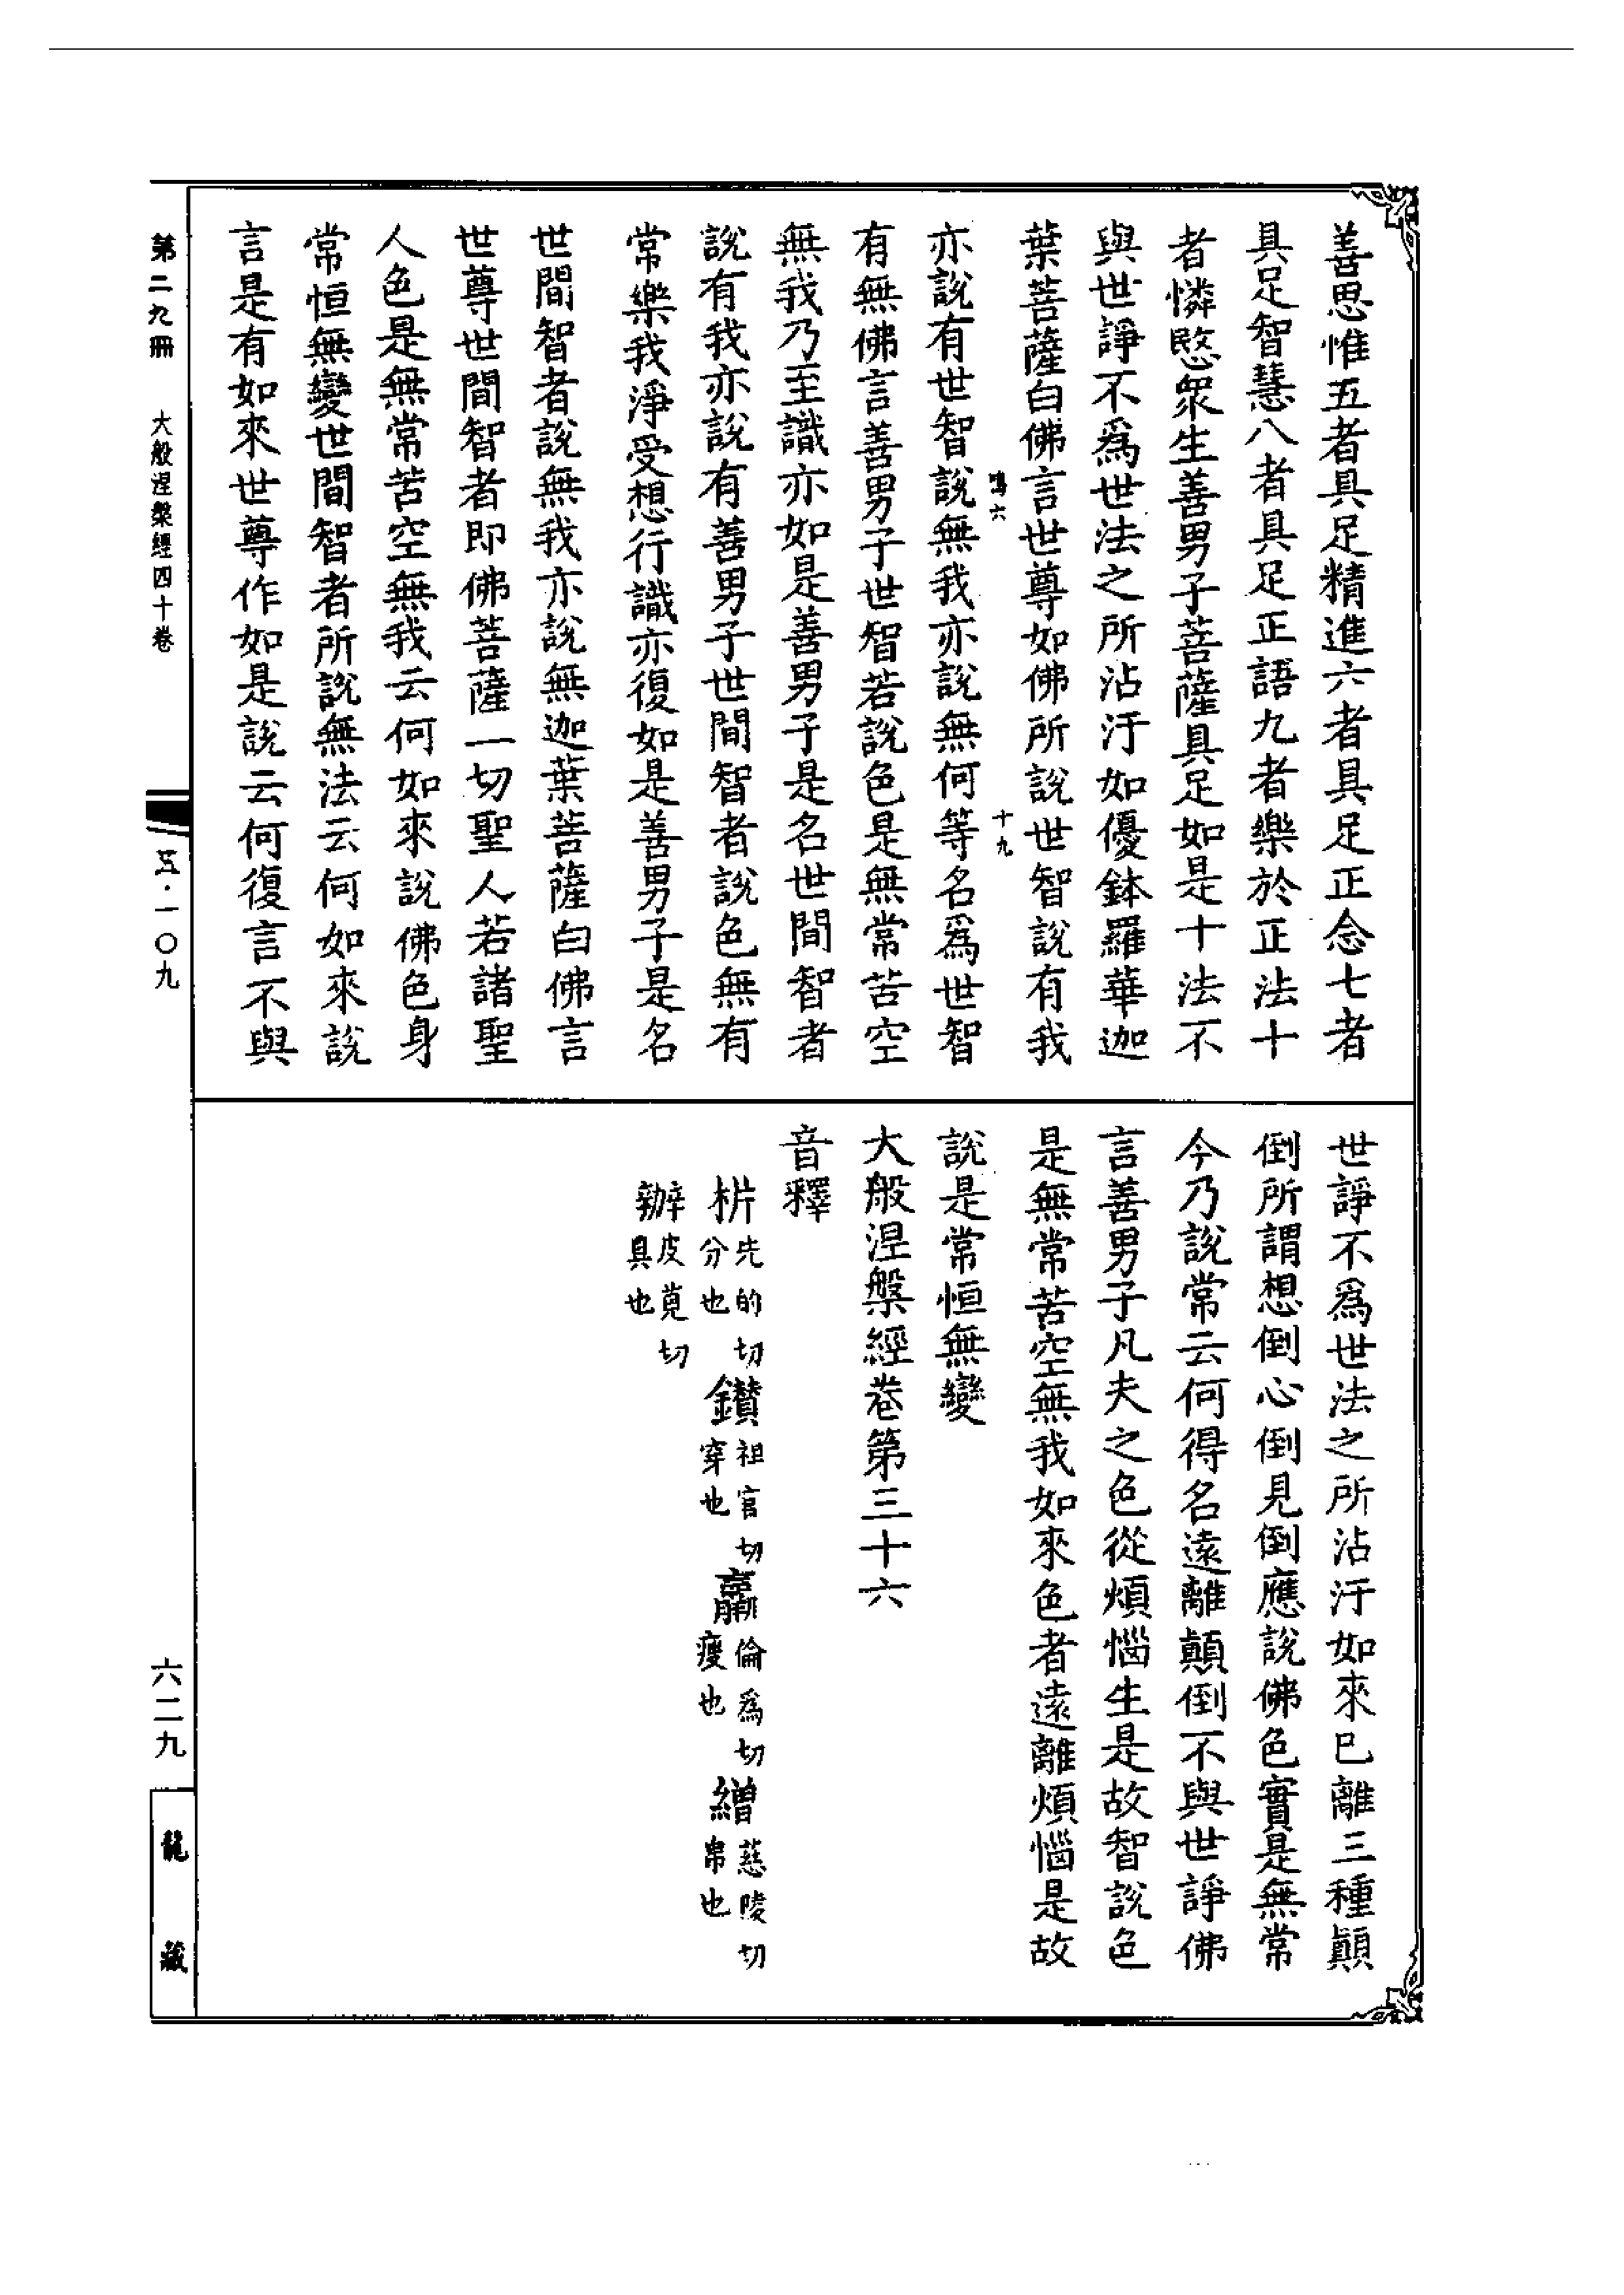 善思惟五者具足精進六者具足正念七者
具足智慧八者具足正語九者樂於正法十
者憐愍眾生善男子菩薩具足如是十法不
與世諍不為世法之所沾汙如優鉢羅華迦
葉菩薩白佛言世尊如佛所說世智說有我
鳴六
十九
亦說有世智說無我亦說無何等名為世智
有無佛言善男子世智若說色是無常苦空
無我乃至識亦如是善男子是名世間智者
說有我亦說有善男子世間智者說色無有
常樂我淨受想行識亦復如是善男子是名
世間智者說無我亦說無迦葉菩薩白佛言
世尊世間智者即佛菩薩一切聖人若諸聖
人色是無常苦空無我云何如來說佛色身
常恒無變世間智者所說無法云何如來說
言是有如來世尊作如是說云何復言不與
世諍不為世法之所沾汙如來已離三種顛
倒所謂想倒心倒見倒應說佛色實是無常
今乃說常云何得名遠離顛倒不與世諍佛
言善男子凡夫之色從煩惱生是故智說色
是無常苦空無我如來色者遠離煩惱是故
說是常恒無變
大般涅槃經卷第三十六
音釋
枿先的切分也 鑽祖官切穿也 羸倫為切瘦也 繒慈陵切帛也
辦皮莧切具也
第二九冊 大般涅槃經四十卷
五·一〇九
六二九
龍藏